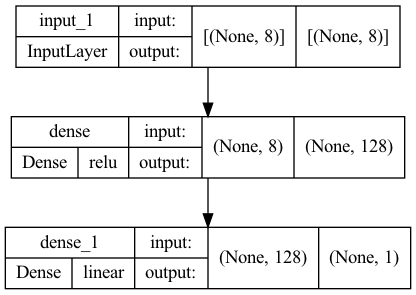 input_1 input: [(None, 8)] [(None, 8)]
InputLayer output:
dense input: (None, 8) (None, 128)
Dense relu output:
dense_1 input: (None, 128) (None, 1)
Dense linear output: